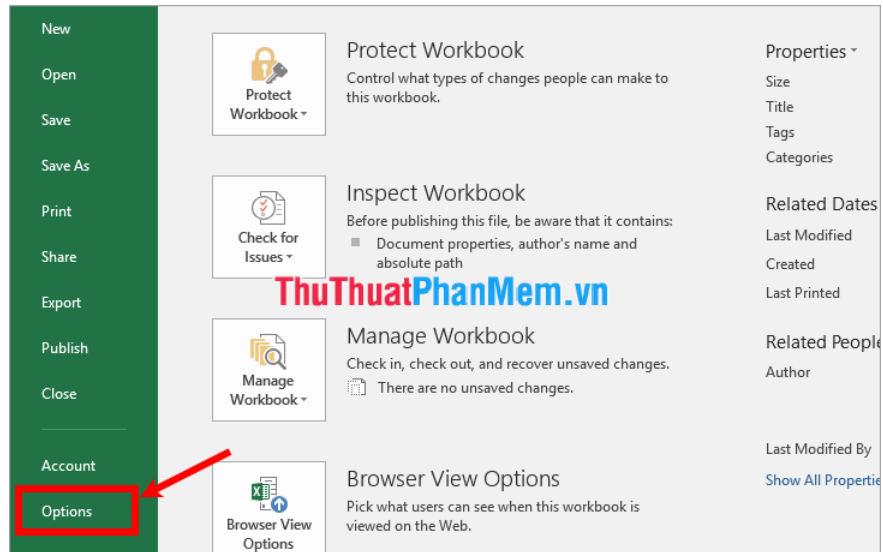 New
Open
Save
Save As
Print
Share
Export
Publish
Close
Account
Options
Protect
Workbook
Protect Workbook
Control what types of changes people can make to
this workbook.
Check for
Issues
Inspect Workbook
Before publishing this file, be aware that it contains:
Document properties, author's name and
absolute path
ThuThuatPhanMem.vn
Manage
Workbook
Manage Workbook
Check in, check out, and recover unsaved changes.
There are no unsaved changes.
Browser View
Options
Browser View Options
Pick what users can see when this workbook is
viewed on the Web.
Properties
Size
Title
Tags
Categories
Related Dates
Last Modified
Created
Last Printed
Related People
Author
Last Modified By
Show All Propertie